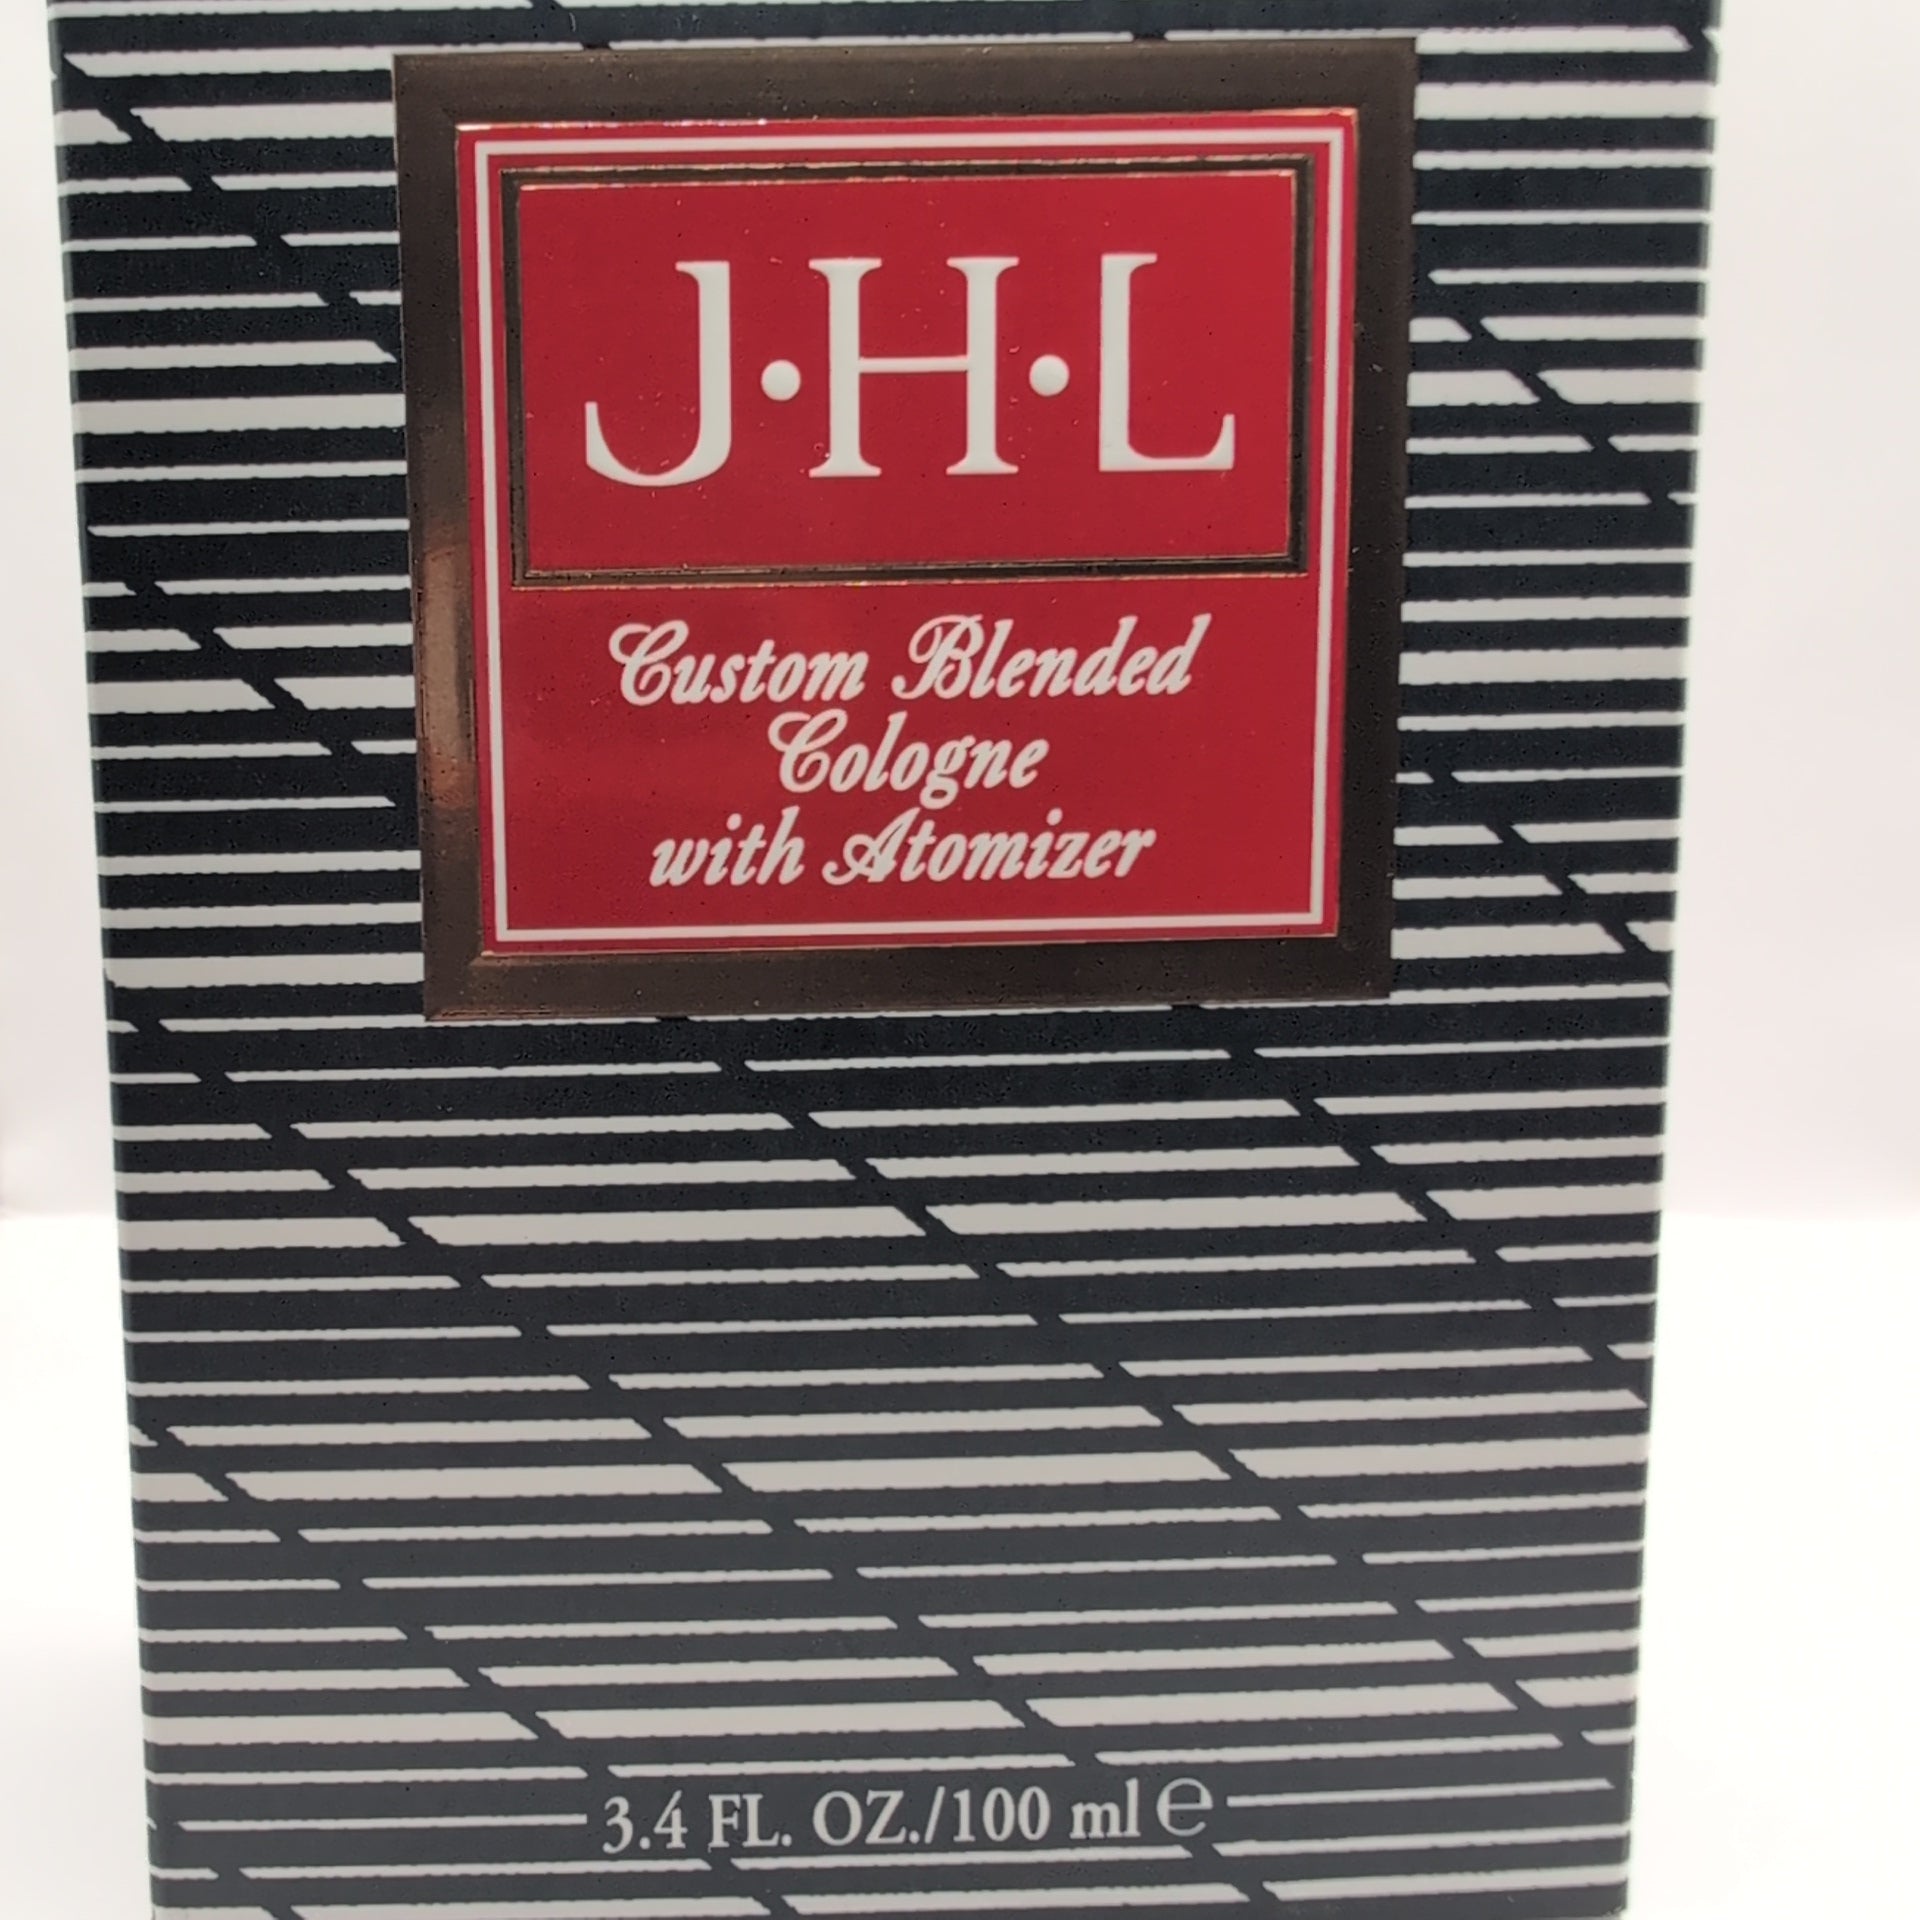 J·H·L
Custom Blended
Cologne
with Atomizer
3.4 FL. OZ./100 ml ℮